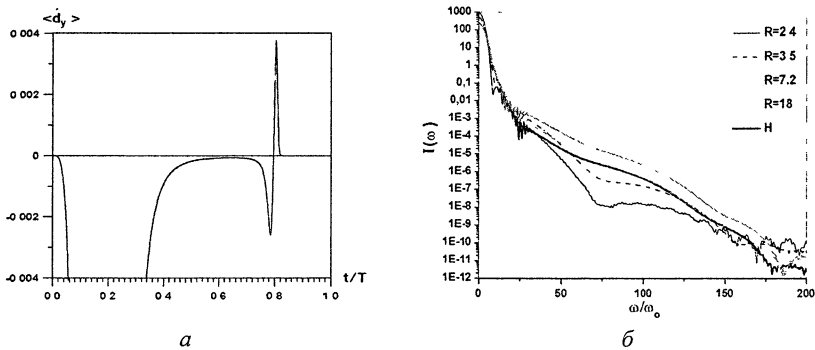 <ḋy>
0 004
0 002
0
-0 002
-0 004
0 0
0 2
0 4
0 6
0 8
1 0
t/T
а
1000
100
10
1
0,1
0,01
1E-3
1E-4
1E-5
1E-6
1E-7
1E-8
1E-9
1E-10
1E-11
1E-12
I(ω)
0
50
100
150
200
ω/ωo
R=2 4
R=3 5
R=7.2
R=18
H
б